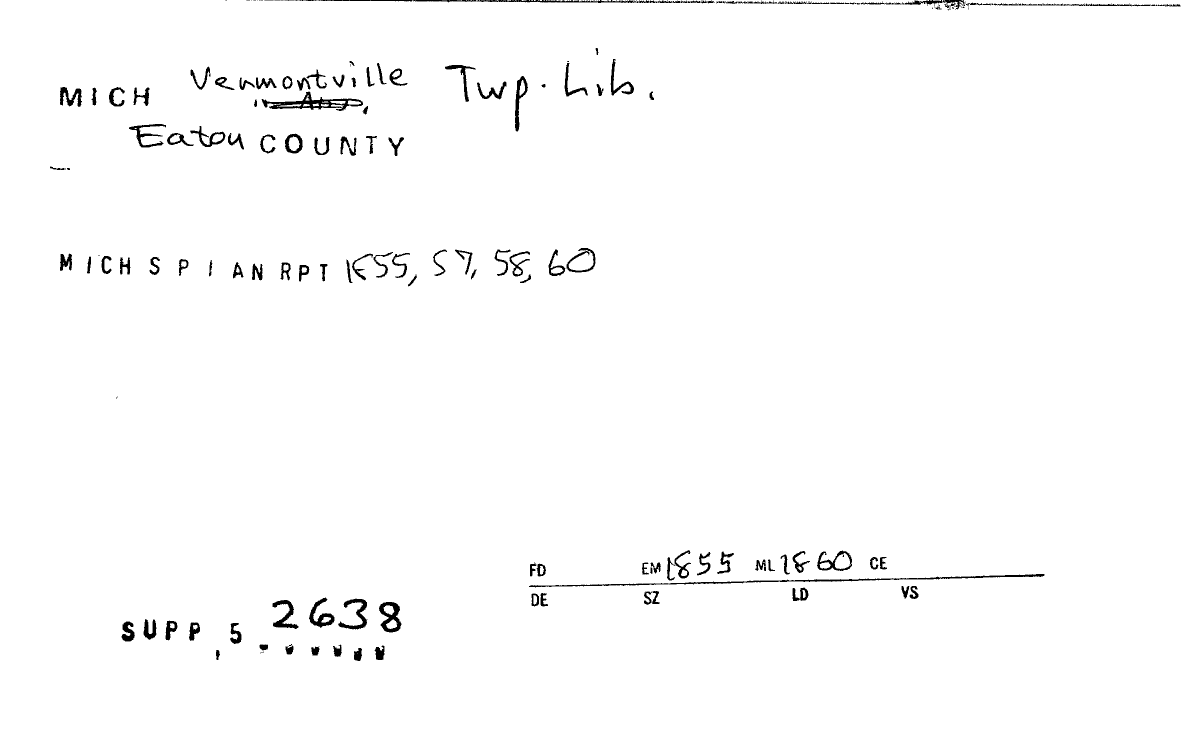 MICH Vermontville Twp. Lib.
Eaton COUNTY
MICH S P I AN RPT 1855, 57, 58, 60
FD EM 1855 ML 1860 CE
DE SZ LD VS
SUPP, 5 2638